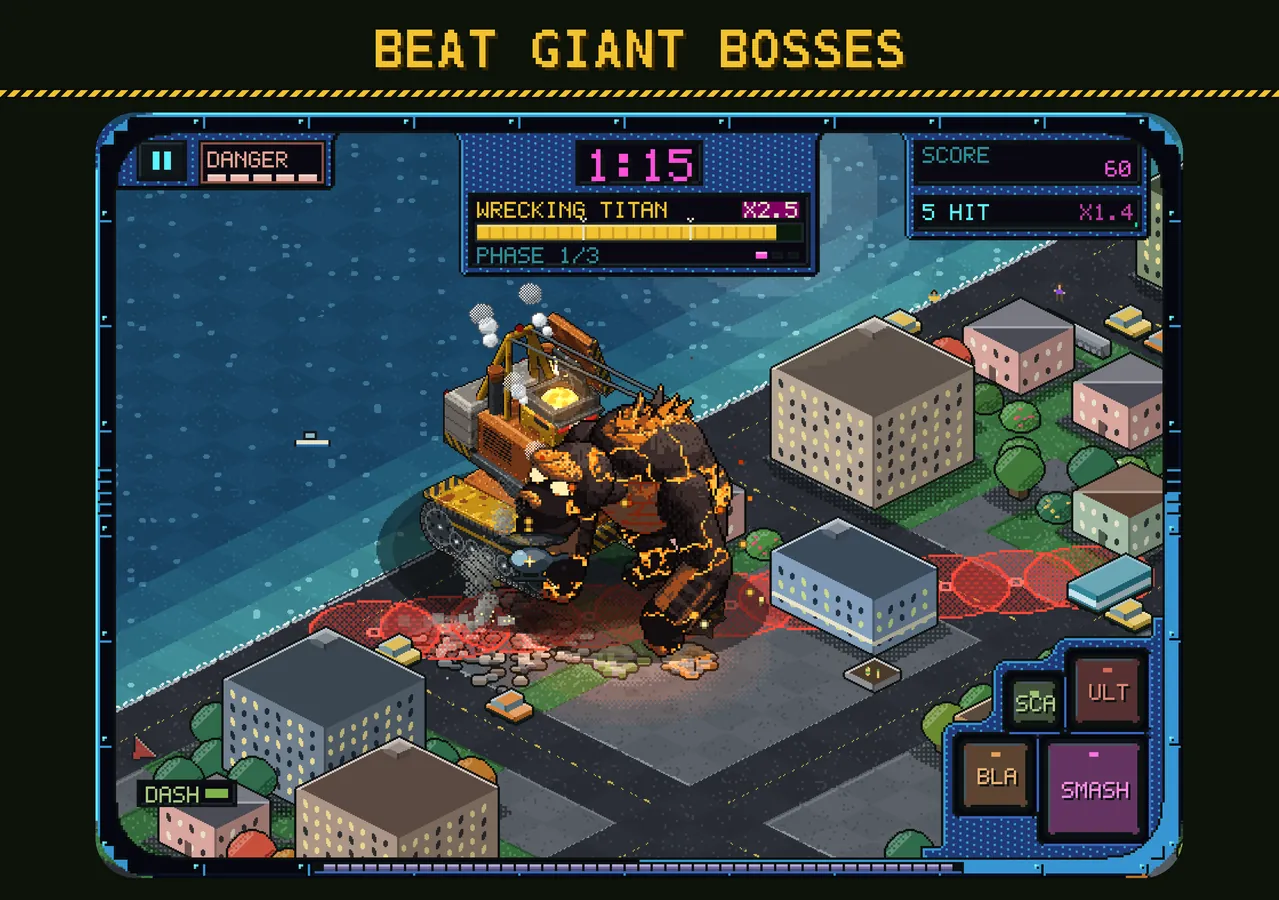 BEAT GIANT BOSSES
DANGER
1:15
WRECKING TITAN X2.5
PHASE 1/3
SCORE
60
5 HIT X1.4
SCA
ULT
BLA
SMASH
DASH